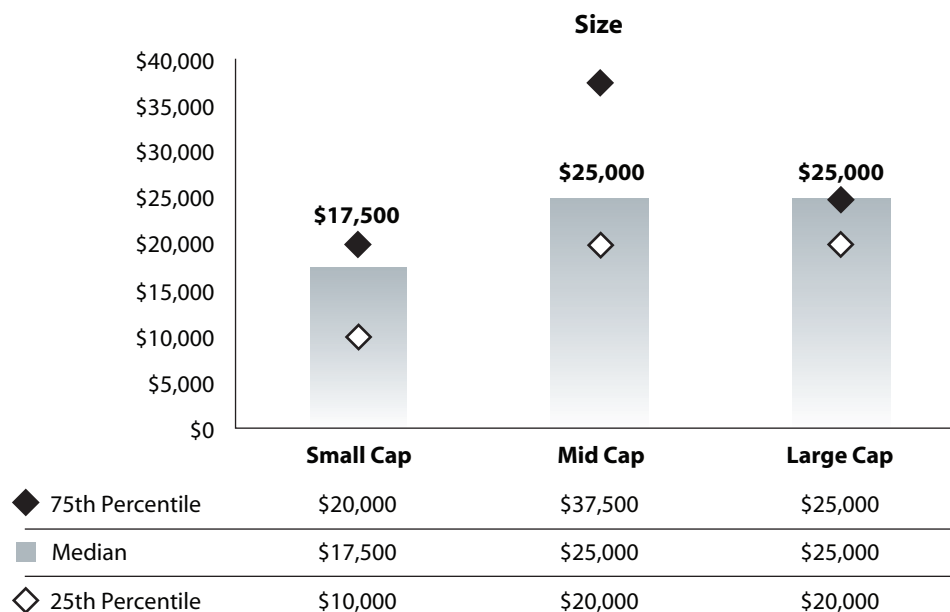 Size
$40,000
$35,000
$30,000
$25,000
$20,000
$15,000
$10,000
$5,000
$0
$17,500
$25,000
$25,000
Small Cap Mid Cap Large Cap
75th Percentile $20,000 $37,500 $25,000
Median $17,500 $25,000 $25,000
25th Percentile $10,000 $20,000 $20,000